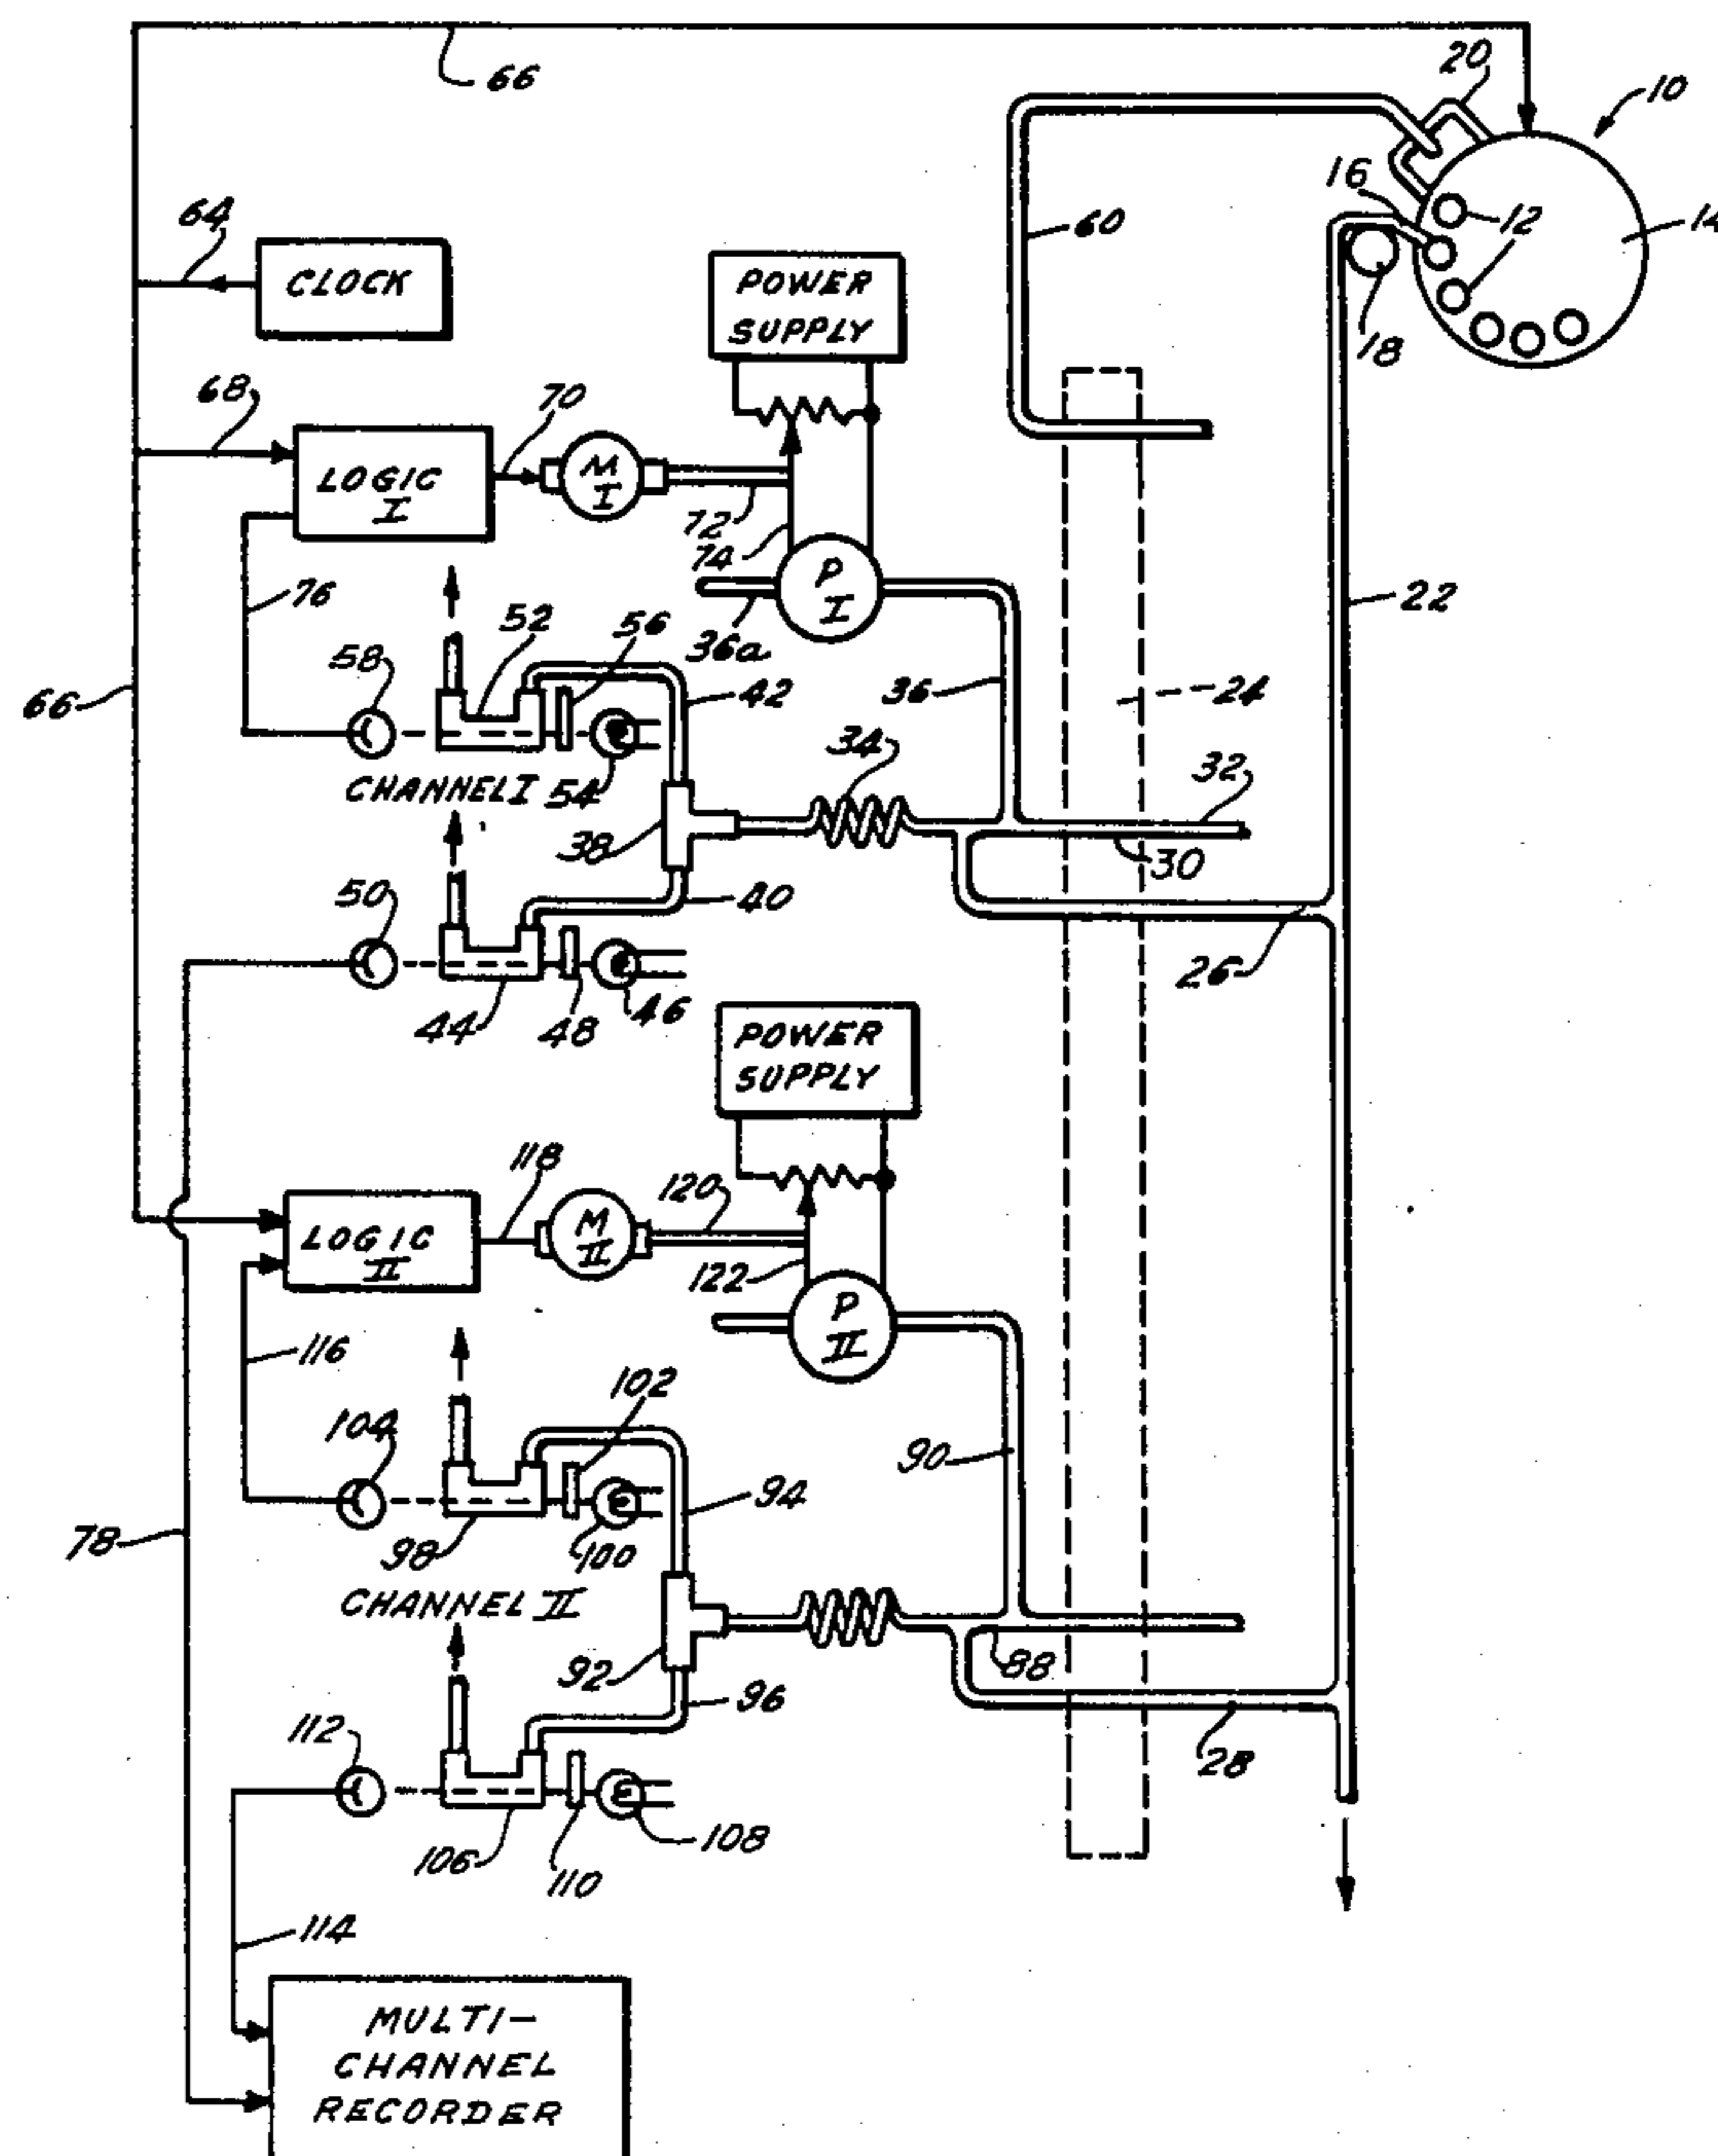 66
20
10
16
12
14
64
CLOCK
60
POWER
SUPPLY
18
68
70
LOGIC
I
M
I
72
74
P
I
22
76
52
56
36a
58
36
24
42
66
34
32
CHANNEL I
54
38
30
50
40
26
44
48
46
POWER
SUPPLY
118
120
LOGIC
II
M
II
122
P
II
116
102
104
90
94
78
98
100
CHANNEL II
92
88
96
112
28
106
110
108
114
MULTI-
CHANNEL
RECORDER